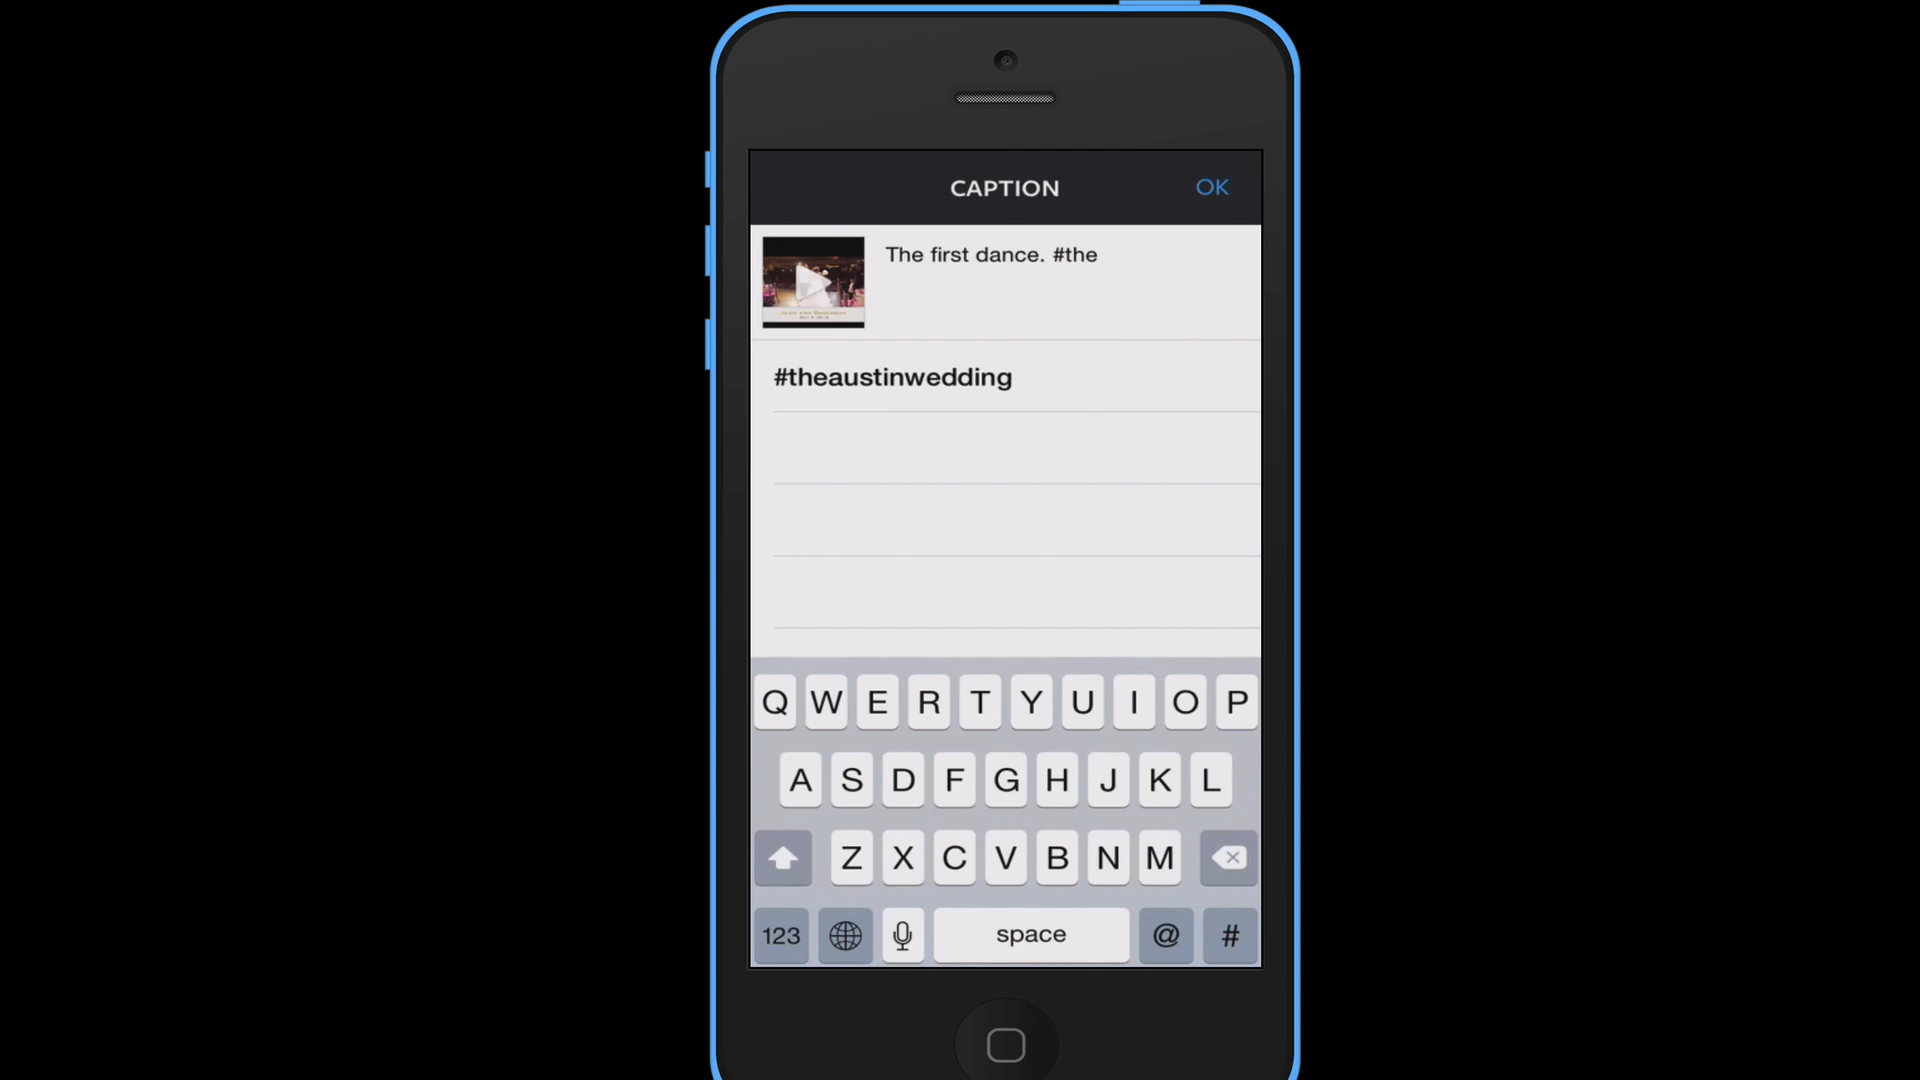 CAPTION
OK
The first dance. #the
#theaustinwedding
Q W E R T Y U I O P
A S D F G H J K L
Z X C V B N M
123 space @ #